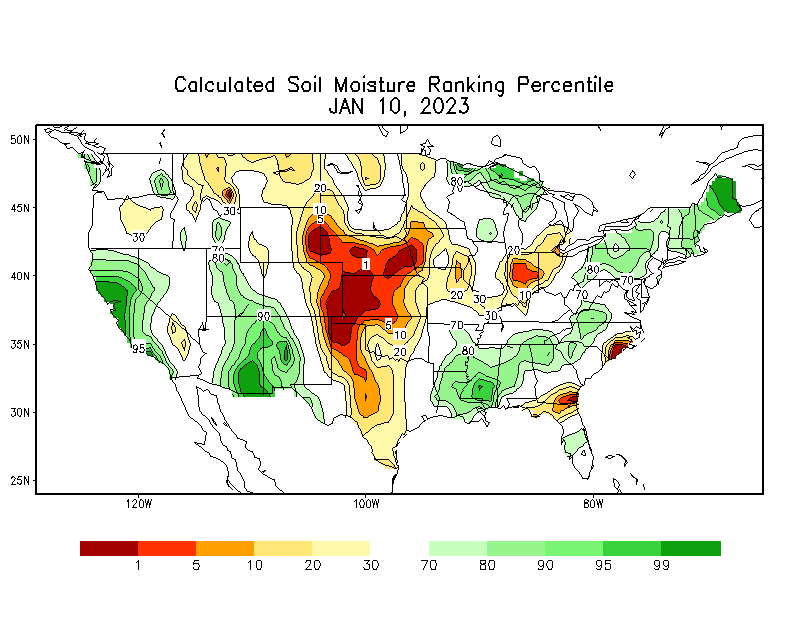 Calculated Soil Moisture Ranking Percentile
JAN 10, 2023
50N
45N
40N
35N
30N
25N
120W
100W
80W
80
20
30
10
5
30
70
80
20
1
80
70
20
10
70
30
30
90
5
10
20
70
80
95
1 5 10 20 30 70 80 90 95 99